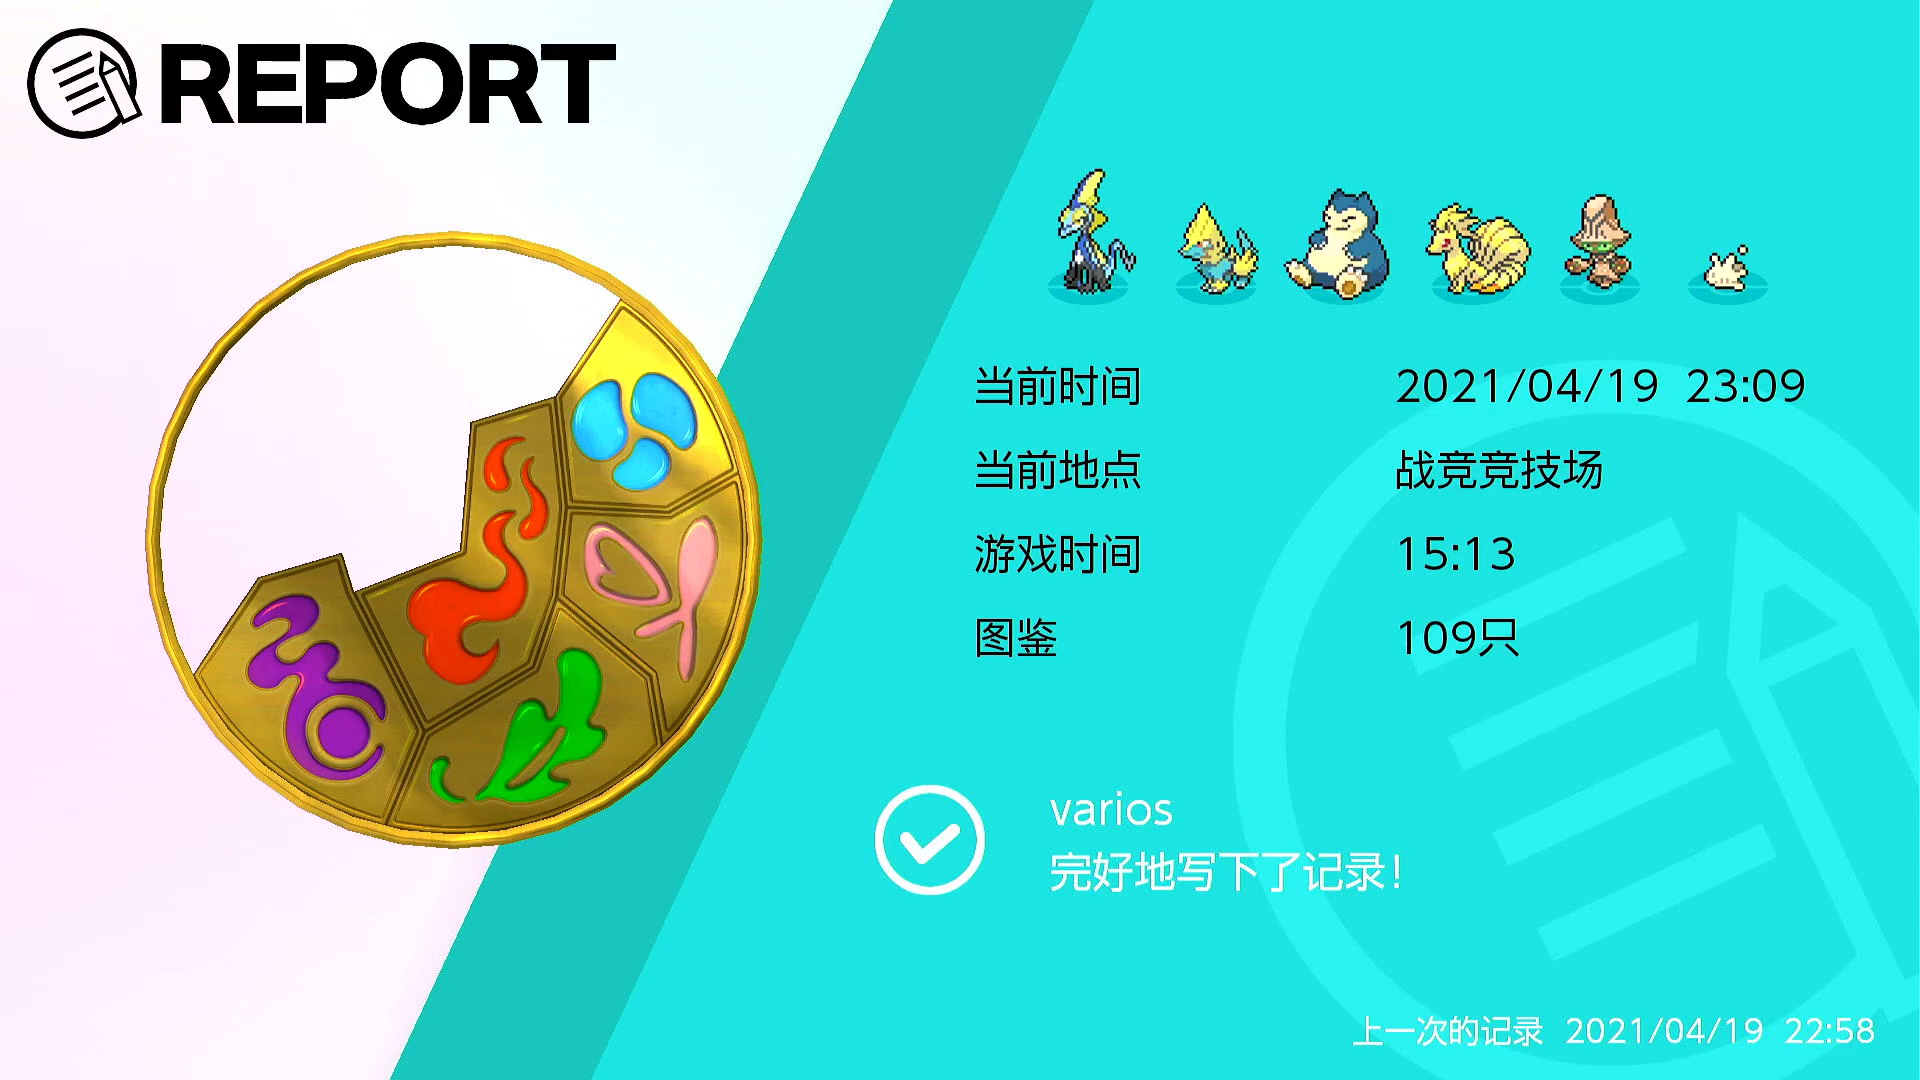 REPORT
当前时间 2021/04/19 23:09
当前地点 战竞竞技场
游戏时间 15:13
图鉴 109只
varios
完好地写下了记录!
上一次的记录 2021/04/19 22:58